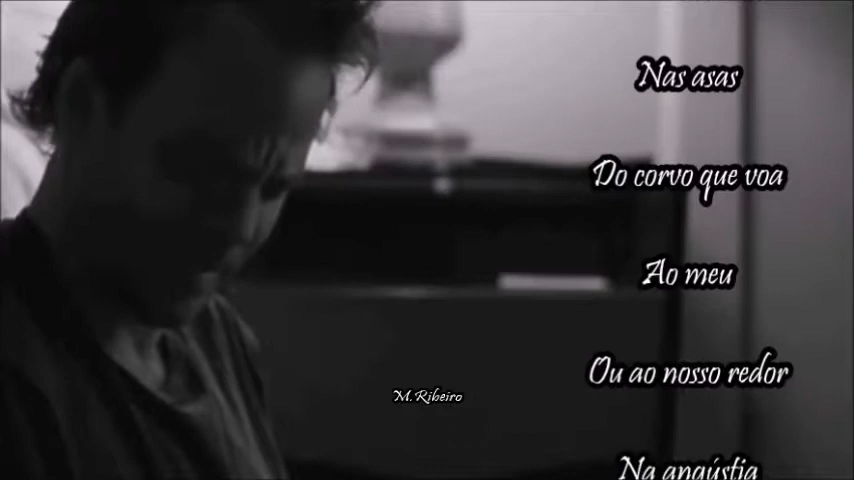 Nas asas
Do corvo que voa
Ao meu
Ou ao nosso redor
M. Ribeiro
Na angústia